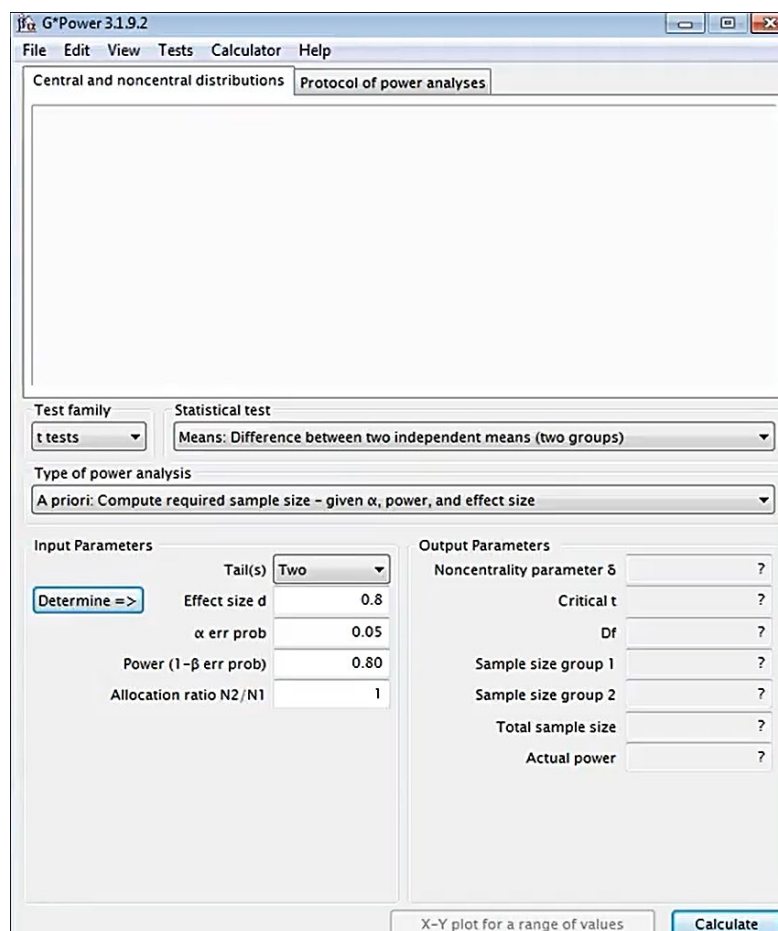 G*Power 3.1.9.2
File Edit View Tests Calculator Help
Central and noncentral distributions Protocol of power analyses
Test family Statistical test
t tests Means: Difference between two independent means (two groups)
Type of power analysis
A priori: Compute required sample size - given α, power, and effect size
Input Parameters
Tail(s) Two
Determine => Effect size d 0.8
α err prob 0.05
Power (1-β err prob) 0.80
Allocation ratio N2/N1 1
Output Parameters
Noncentrality parameter δ ?
Critical t ?
Df ?
Sample size group 1 ?
Sample size group 2 ?
Total sample size ?
Actual power ?
X-Y plot for a range of values Calculate